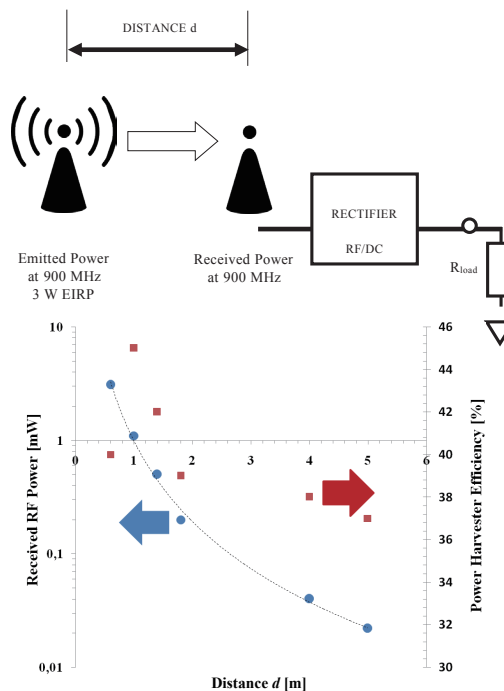 DISTANCE d
RECTIFIER
RF/DC
Emitted Power
at 900 MHz
3 W EIRP
Received Power
at 900 MHz
Rload
Received RF Power [mW]
10
1
0,1
0,01
0 1 2 3 4 5 6
46
44
42
40
38
36
34
32
30
Power Harvester Efficiency [%]
Distance d [m]